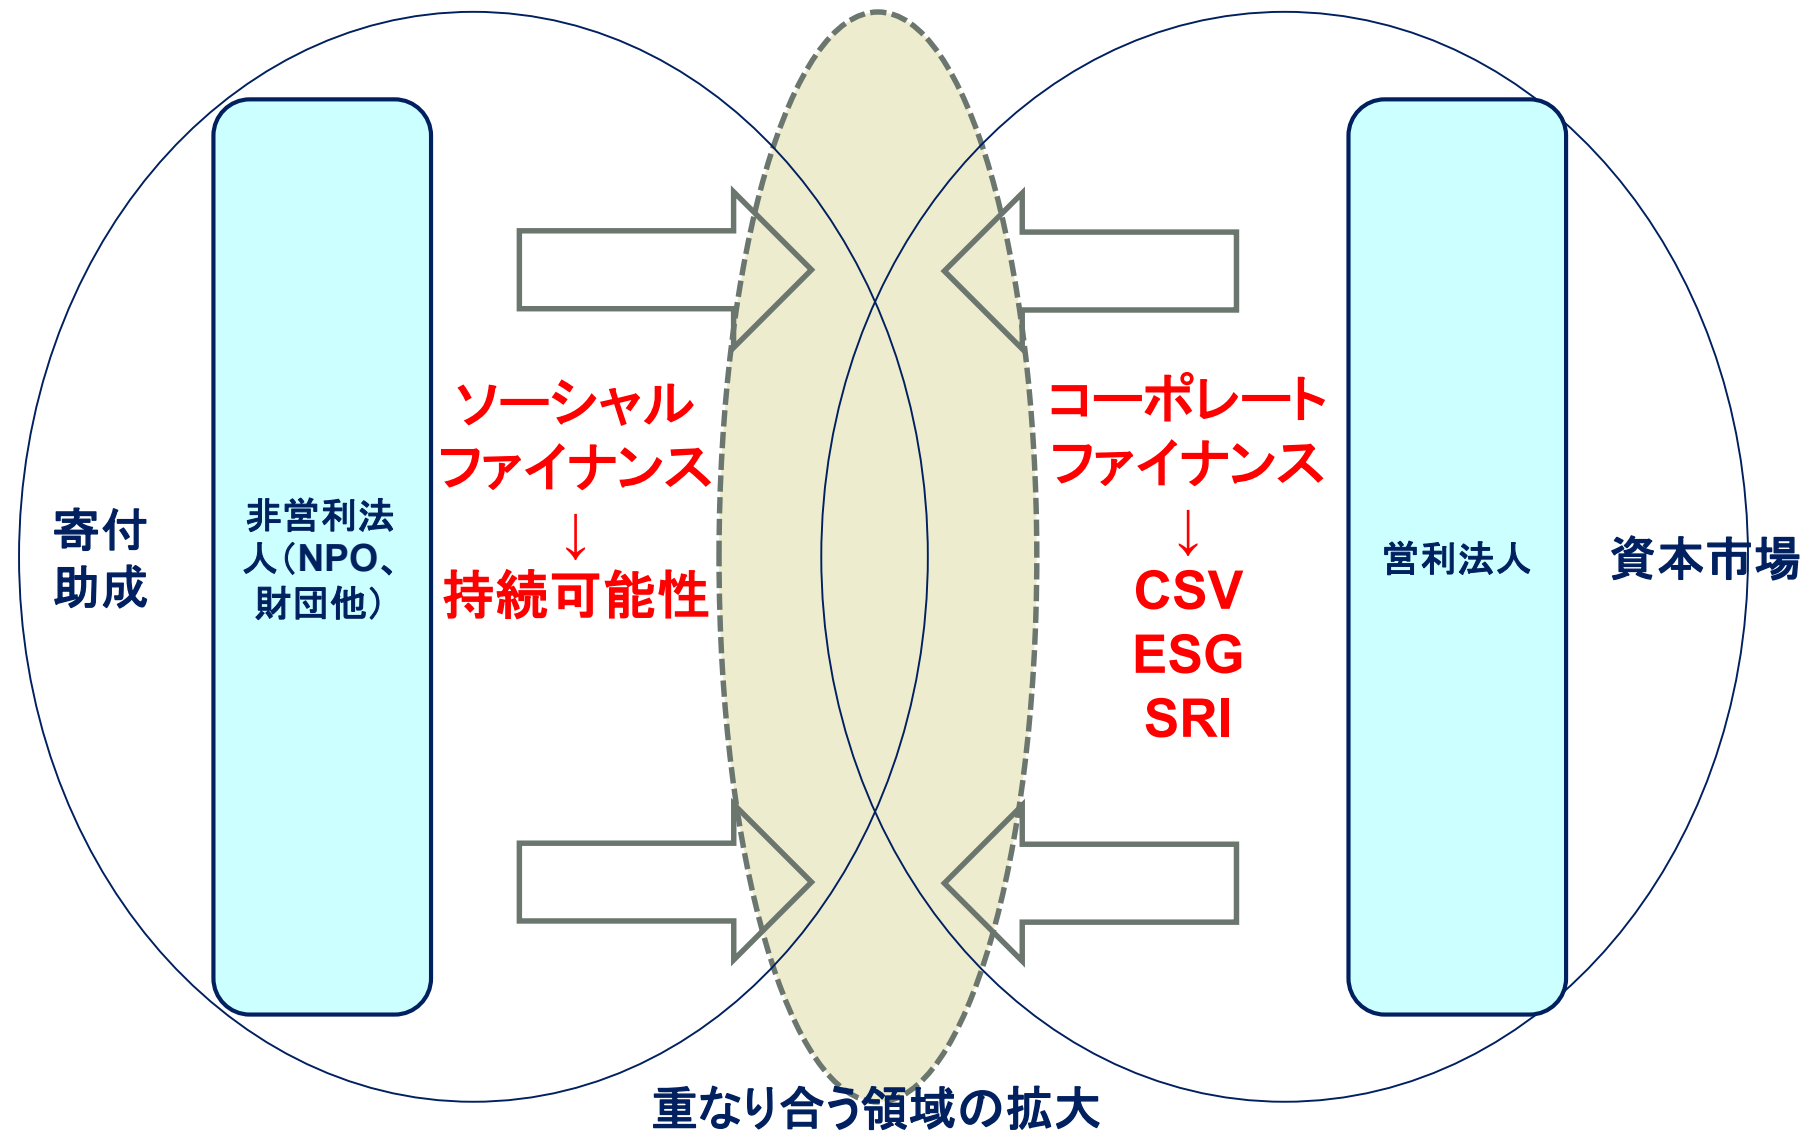 寄付
助成
非営利法
人（NPO、
財団他）
ソーシャル
ファイナンス
↓
持続可能性
コーポレート
ファイナンス
↓
CSV
ESG
SRI
営利法人
資本市場
重なり合う領域の拡大